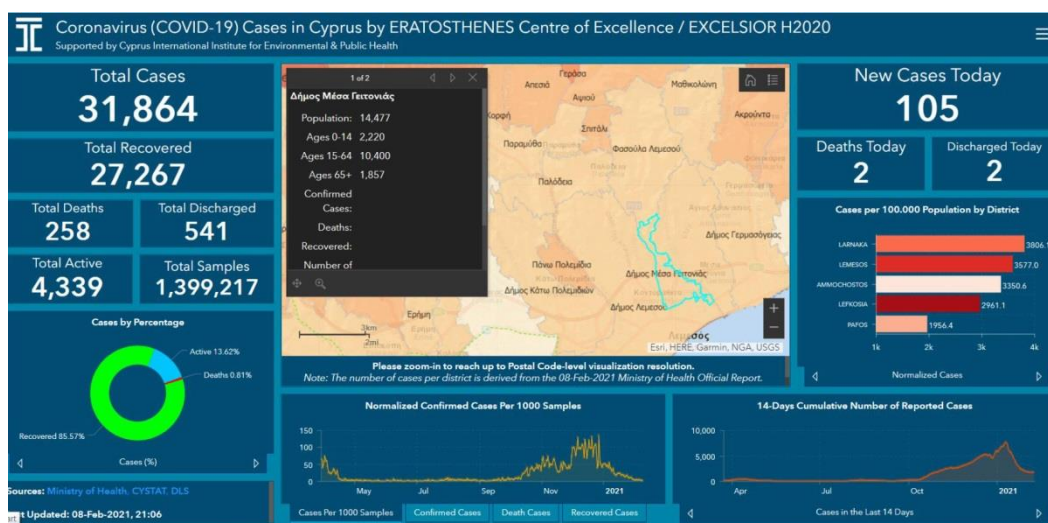 Coronavirus (COVID-19) Cases in Cyprus by ERATOSTHENES Centre of Excellence / EXCELSIOR H2020
Supported by Cyprus International Institute for Environmental & Public Health
Total Cases
31,864
Total Recovered
27,267
Total Deaths
258
Total Discharged
541
Total Active
4,339
Total Samples
1,399,217
Cases by Percentage
Active 13.62%
Deaths 0.81%
Recovered 85.57%
Cases (%)
Sources: Ministry of Health, CYSTAT, DLS
Updated: 08-Feb-2021, 21:06
1 of 2
Δήμος Μέσα Γειτονιάς
Population: 14,477
Ages 0-14 2,220
Ages 15-64 10,400
Ages 65+ 1,857
Confirmed
Cases:
Deaths:
Recovered:
Number of
Γεράσα
Απεσιά
Μαθικολώνη
Αψιού
Ακρούντα
Σπιτάλι
Παραμύθα
Φασούλα Λεμεσού
Παλόδεια
Δήμος Γερμασόγειας
Πάνω Πολεμίδια
Δήμος Μέσα Γειτονιάς
Δήμος Κάτω Πολεμιδιών
Δήμος Λεμεσού
Ερήμη
3km
2mi
Esri, HERE, Garmin, NGA, USGS
Please zoom-in to reach up to Postal Code-level visualization resolution.
Note: The number of cases per district is derived from the 08-Feb-2021 Ministry of Health Official Report.
New Cases Today
105
Deaths Today
2
Discharged Today
2
Cases per 100.000 Population by District
LARNAKA
3806.1
LEMESOS
3577.0
AMMOCHOSTOS
3350.6
LEFKOSIA
2961.1
PAFOS
1956.4
1k 2k 3k 4k
Normalized Cases
Normalized Confirmed Cases Per 1000 Samples
150
100
50
0
May Jul Sep Nov 2021
Cases Per 1000 Samples Confirmed Cases Death Cases Recovered Cases
14-Days Cumulative Number of Reported Cases
10,000
5,000
0
Apr Jul Oct 2021
Cases in the Last 14 Days